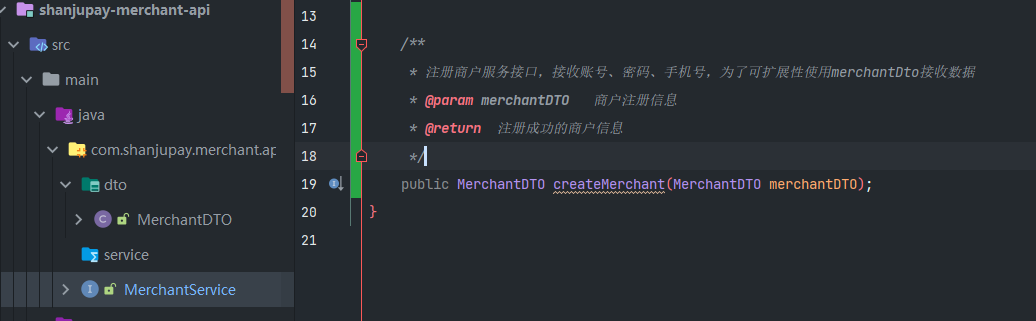 shanjupay-merchant-api
src
main
java
com.shanjupay.merchant.ap
dto
MerchantDTO
service
MerchantService
13
14 /**
15 * 注册商户服务接口，接收账号、密码、手机号，为了可扩展性使用merchantDto接收数据
16 * @param merchantDTO 商户注册信息
17 * @return 注册成功的商户信息
18 */
19 public MerchantDTO createMerchant(MerchantDTO merchantDTO);
20 }
21